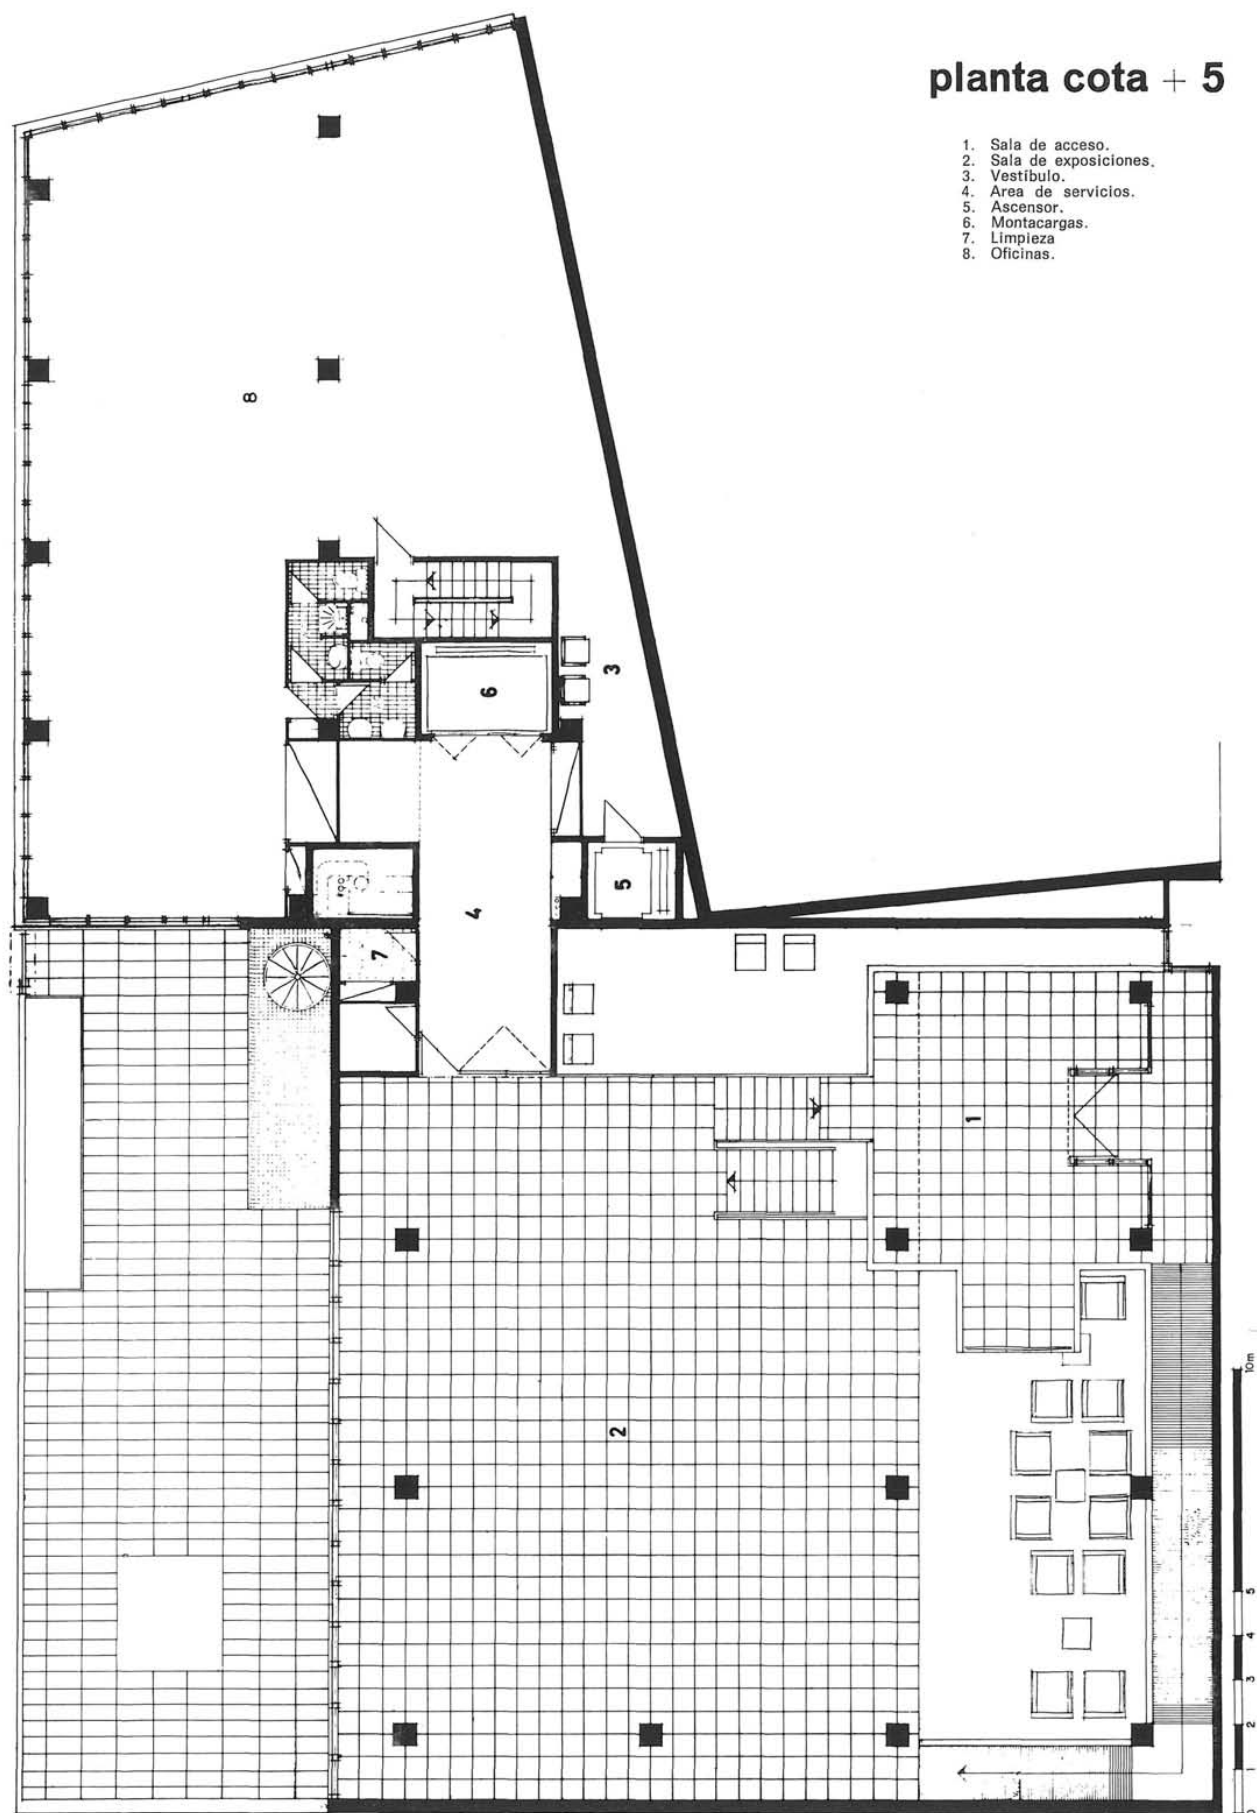 planta cota + 5
1. Sala de acceso.
2. Sala de exposiciones.
3. Vestíbulo.
4. Area de servicios.
5. Ascensor.
6. Montacargas.
7. Limpieza
8. Oficinas.
8
3
6
5
4
7
1
2
10m
5
4
3
2
1
0